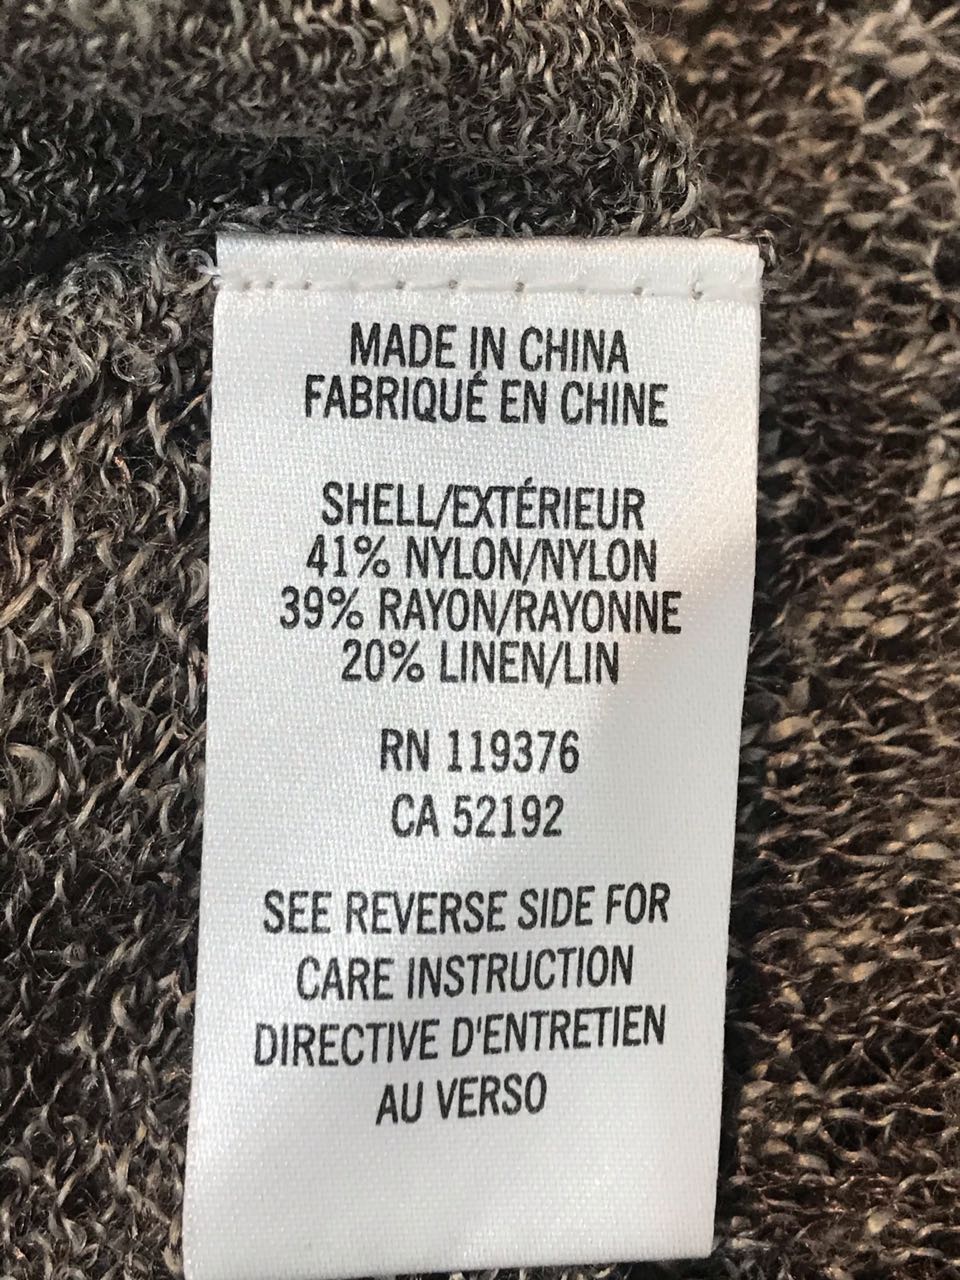 MADE IN CHINA
FABRIQUÉ EN CHINE
SHELL/EXTÉRIEUR
41% NYLON/NYLON
39% RAYON/RAYONNE
20% LINEN/LIN
RN 119376
CA 52192
SEE REVERSE SIDE FOR
CARE INSTRUCTION
DIRECTIVE D'ENTRETIEN
AU VERSO